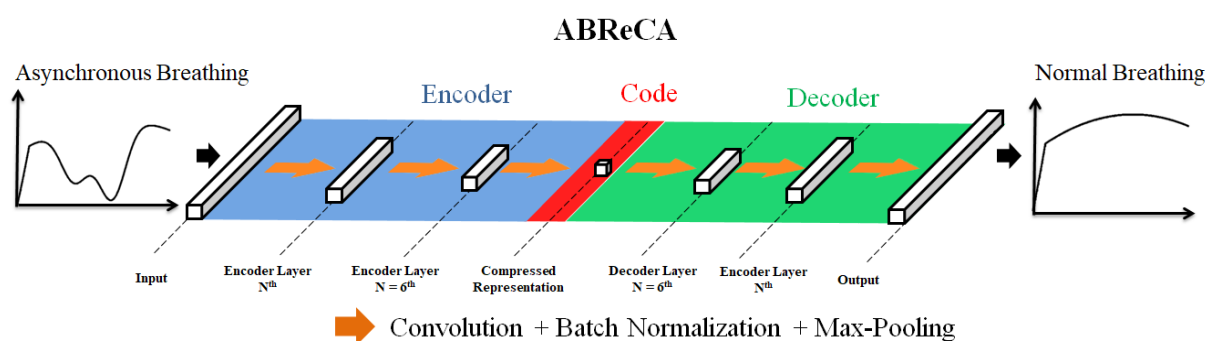 ABReCA
Asynchronous Breathing
Encoder
Code
Decoder
Normal Breathing
Input
Encoder Layer
Nth
Encoder Layer
N = 6th
Compressed
Representation
Decoder Layer
N = 6th
Encoder Layer
Nth
Output
Convolution + Batch Normalization + Max-Pooling